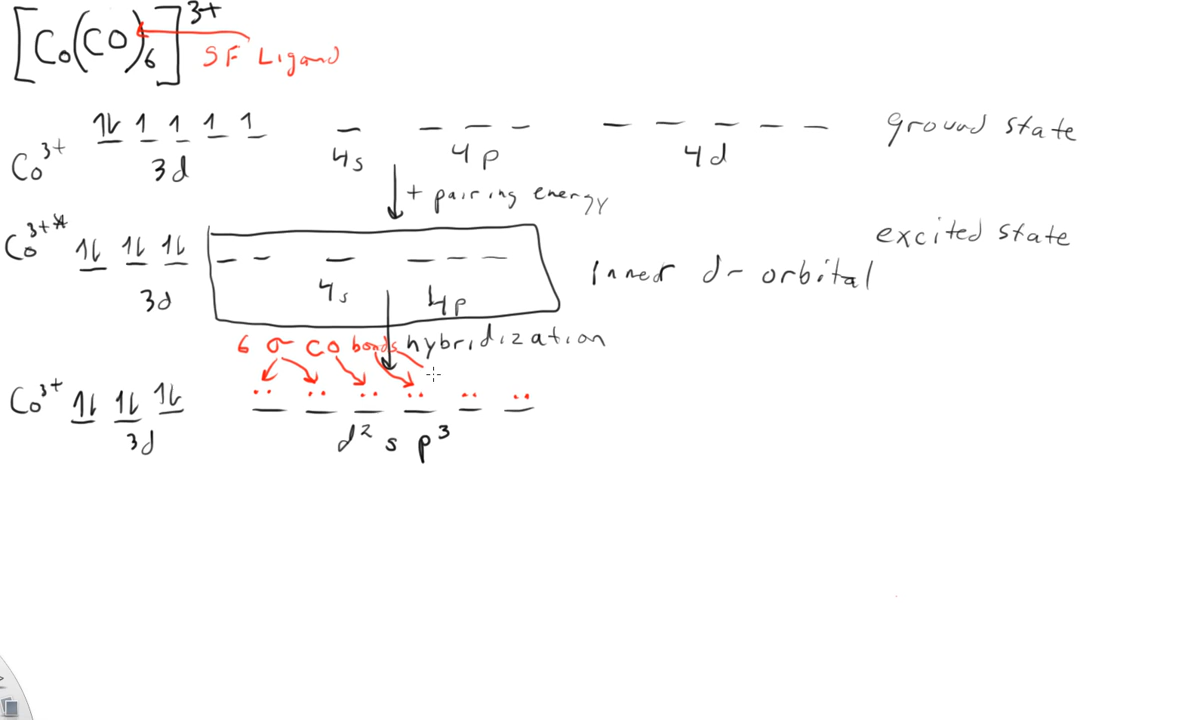 [Co(CO)6]3+
SF Ligand
Co3+ 1l 1 1 1 1 ground state
3d 4s 4p 4d
+ pairing energy
Co3+* 1l 1l 1l excited state
3d 4s 4p Inner d- orbital
6 σ CO bonds hybridization
Co3+ 1l 1l 1l
3d d2 s p3